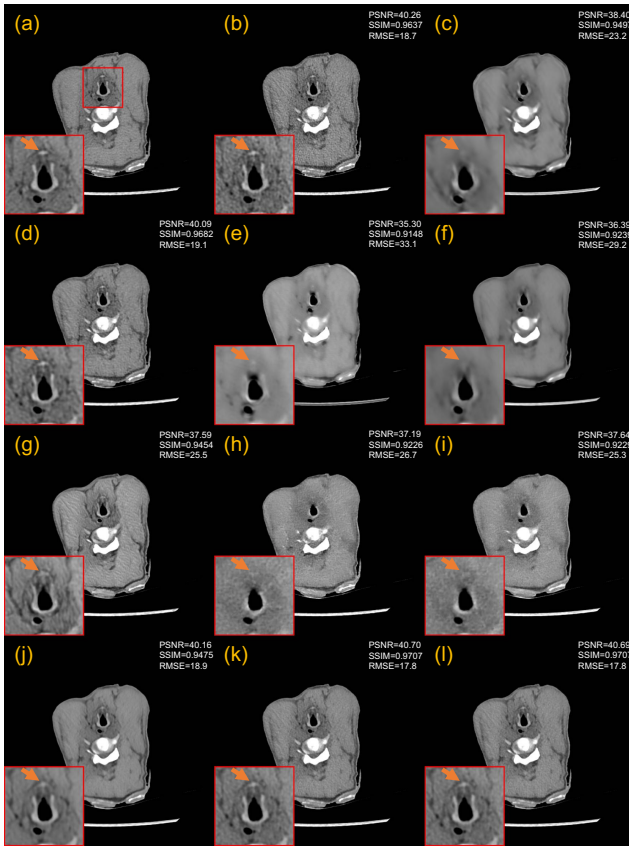 (a)
(b)
PSNR=40.26
SSIM=0.9637
RMSE=18.7
(c)
PSNR=38.40
SSIM=0.949
RMSE=23.2
(d)
PSNR=40.09
SSIM=0.9682
RMSE=19.1
(e)
PSNR=35.30
SSIM=0.9148
RMSE=33.1
(f)
PSNR=36.39
SSIM=0.923
RMSE=29.2
(g)
PSNR=37.59
SSIM=0.9454
RMSE=25.5
(h)
PSNR=37.19
SSIM=0.9226
RMSE=26.7
(i)
PSNR=37.64
SSIM=0.922
RMSE=25.3
(j)
PSNR=40.16
SSIM=0.9475
RMSE=18.9
(k)
PSNR=40.70
SSIM=0.9707
RMSE=17.8
(l)
PSNR=40.69
SSIM=0.970
RMSE=17.8